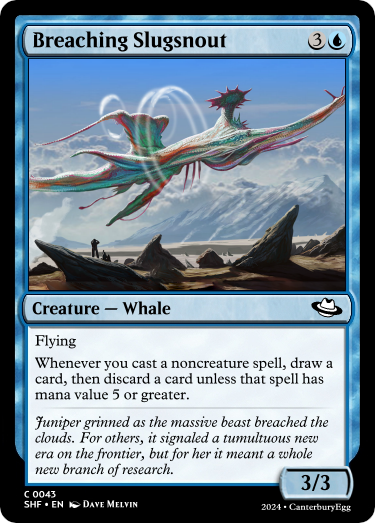 Breaching Slugsnout 3
Creature — Whale
Flying
Whenever you cast a noncreature spell, draw a
card, then discard a card unless that spell has
mana value 5 or greater.
Juniper grinned as the massive beast breached the
clouds. For others, it signaled a tumultuous new
era on the frontier, but for her it meant a whole
new branch of research.
3/3
C 0043
SHF • EN Dave Melvin
2024 • CanterburyEgg